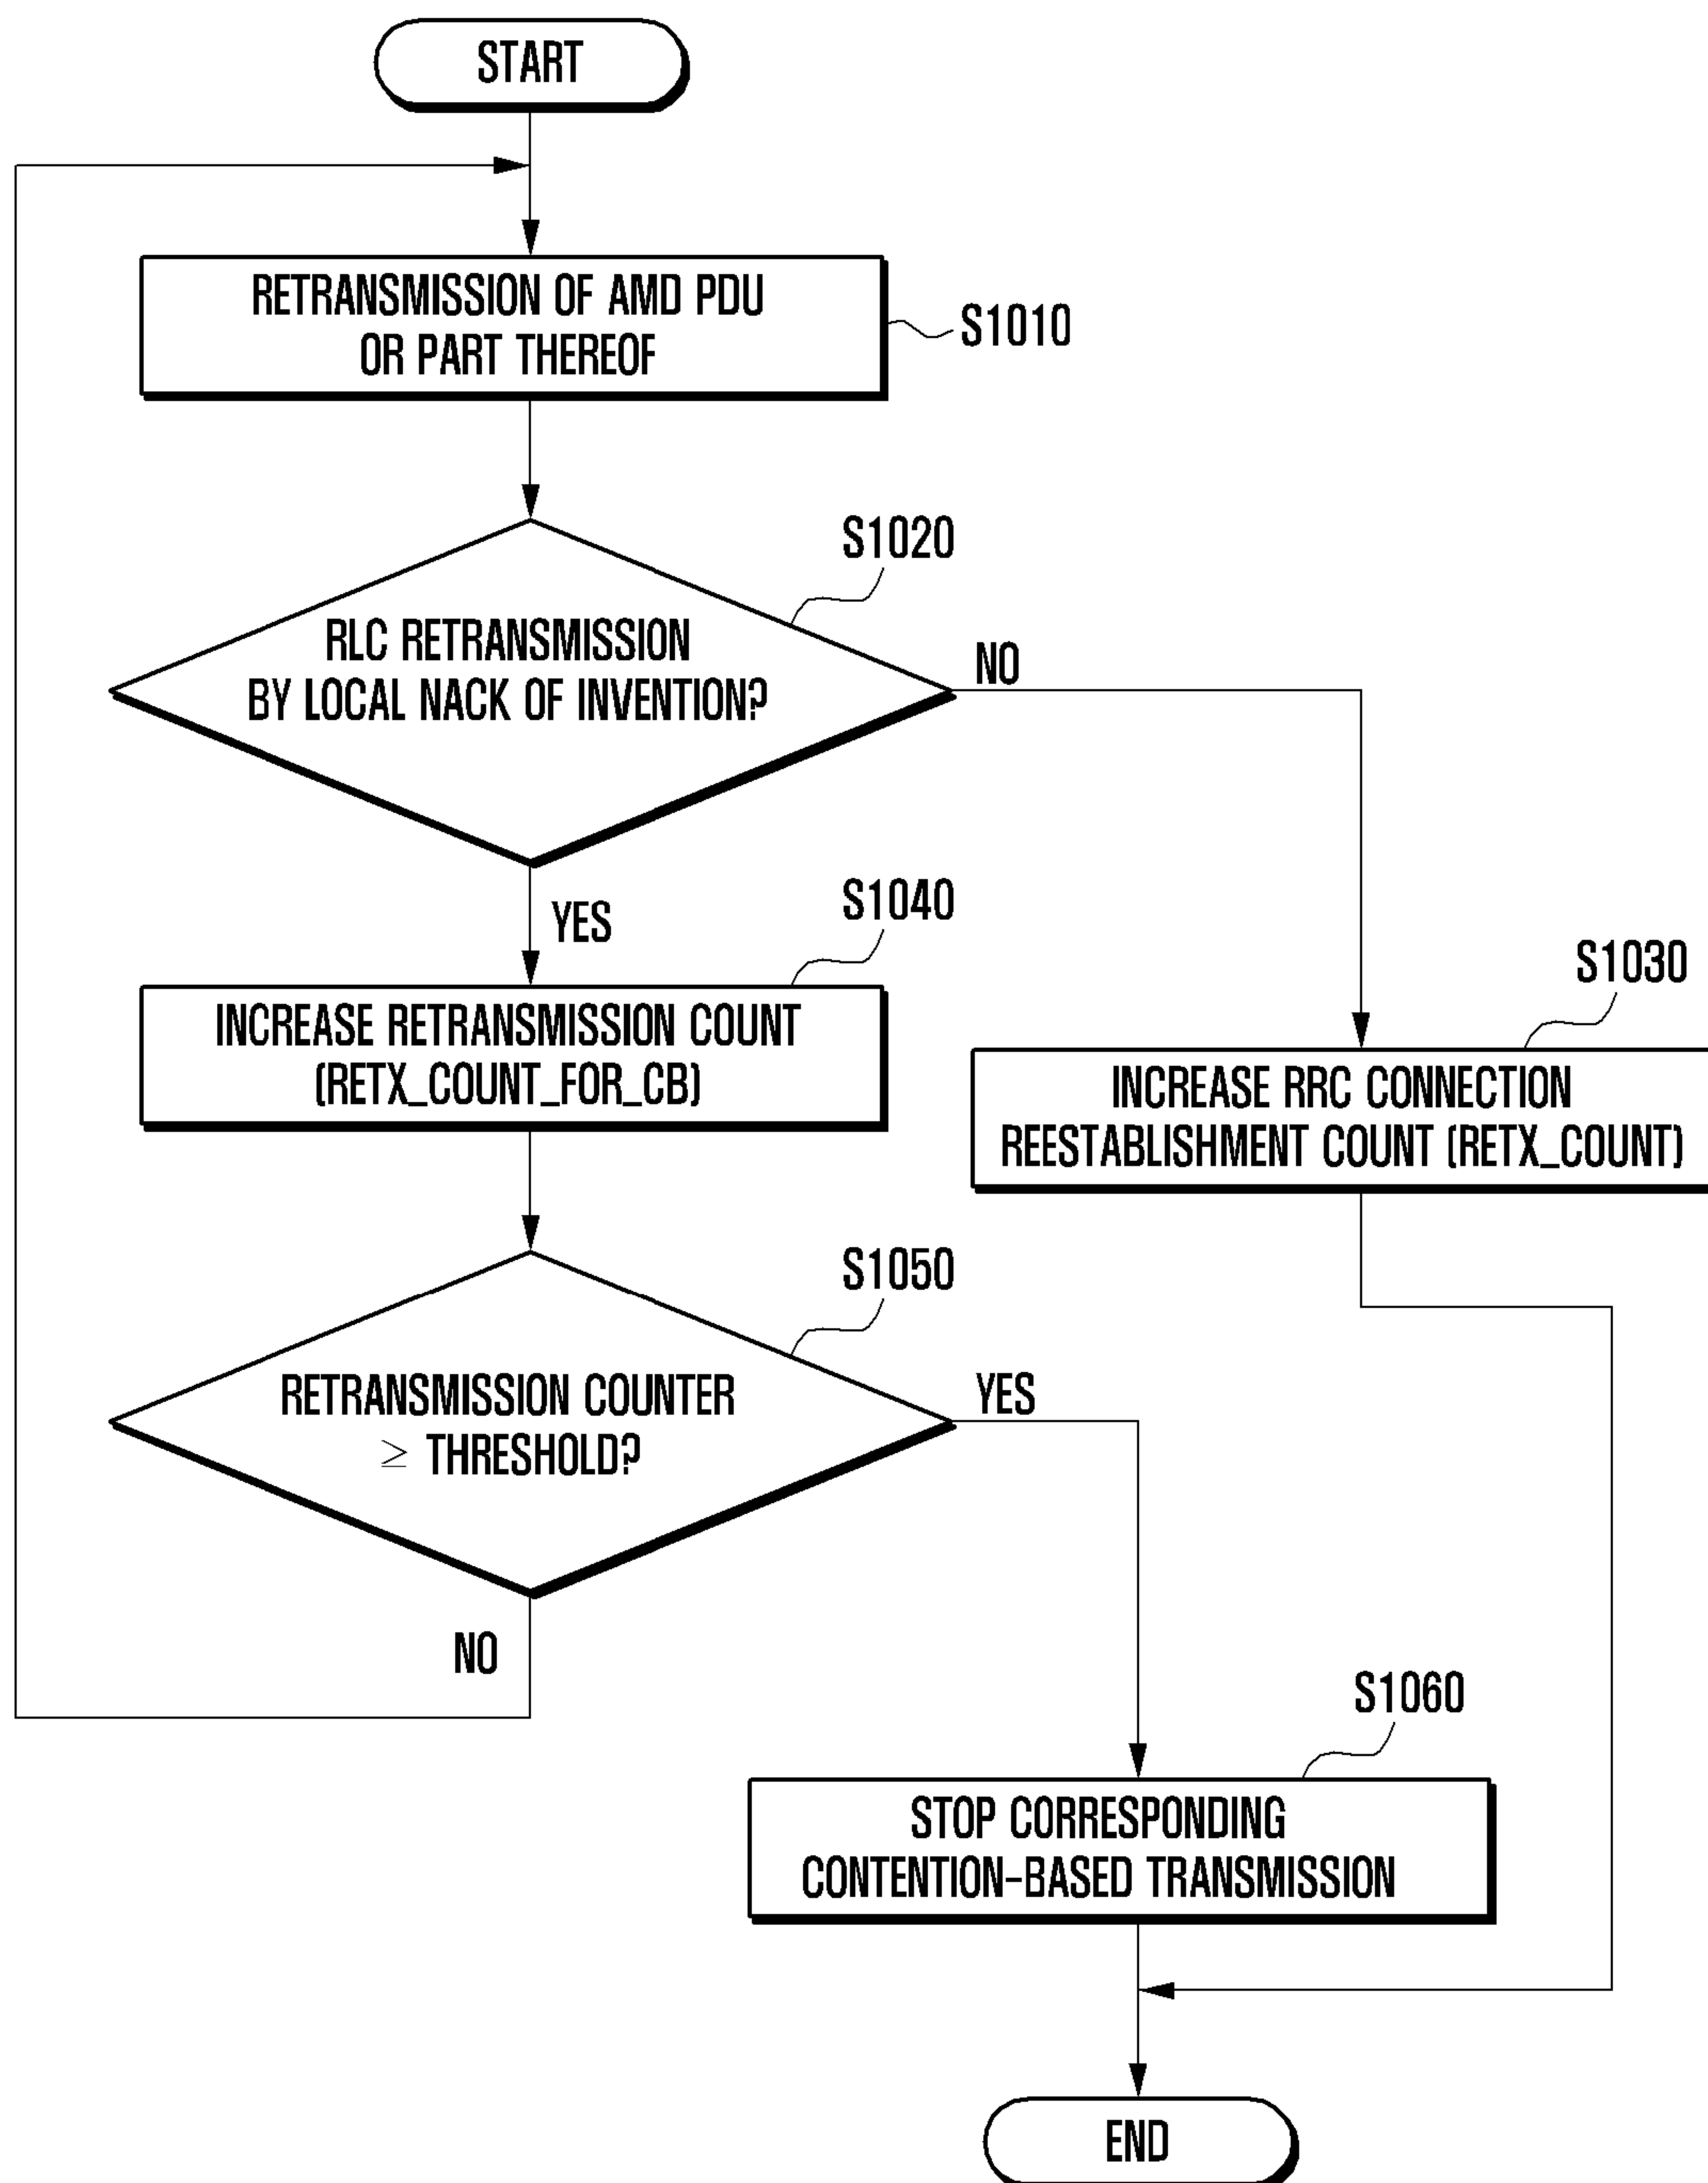 START
RETRANSMISSION OF AMD PDU
OR PART THEREOF
S1010
S1020
RLC RETRANSMISSION
BY LOCAL NACK OF INVENTION?
NO
YES
S1040
INCREASE RETRANSMISSION COUNT
(RETX_COUNT_FOR_CB)
S1030
INCREASE RRC CONNECTION
REESTABLISHMENT COUNT (RETX_COUNT)
S1050
RETRANSMISSION COUNTER
≥ THRESHOLD?
YES
NO
S1060
STOP CORRESPONDING
CONTENTION-BASED TRANSMISSION
END